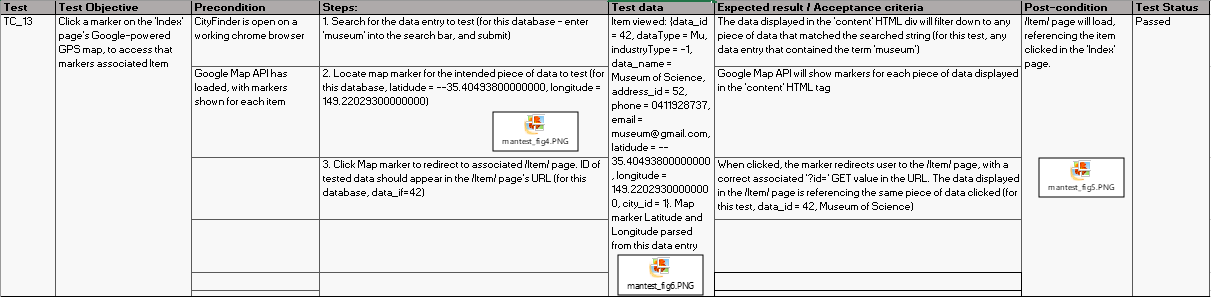 Test Test Objective Precondition Steps: Test data Expected result / Acceptance criteria Post-condition Test Status
TC_13
Click a marker on the 'Index'
page's Google-powered
GPS map, to access that
markers associated Item
CityFinder is open on a
working chrome browser
Google Map API has
loaded, with markers
shown for each item
1. Search for the data entry to test (for this database - enter
'museum' into the search bar, and submit)
2. Locate map marker for the intended piece of data to test (for
this database, latidude = --35.40493800000000, longitude =
149.22029300000000)
mantest_fig4.PNG
3. Click Map marker to redirect to associated /Item/ page. ID of
tested data should appear in the /Item/ page's URL (for this
database, data_if=42)
Item viewed: {data_id
= 42, dataType = Mu,
industryType = -1,
data_name =
Museum of Science,
address_id = 52,
phone = 0411928737,
email =
museum@gmail.com,
latidude = --
35.40493800000000
, longitude =
149.2202930000000
0, city_id = 1}. Map
marker Latitude and
Longitude parsed
from this data entry
mantest_fig6.PNG
The data displayed in the 'content' HTML div will filter down to any
piece of data that matched the searched string (for this test, any
data entry that contained the term 'museum')
Google Map API will show markers for each piece of data displayed
in the 'content' HTML tag
When clicked, the marker redirects user to the /Item/ page, with a
correct associated '?id=' GET value in the URL. The data displayed
in the /Item/ page is referencing the same piece of data clicked (for
this test, data_id = 42, Museum of Science)
/Item/ page will load,
referencing the item
clicked in the 'Index'
page.
mantest_fig5.PNG
Passed